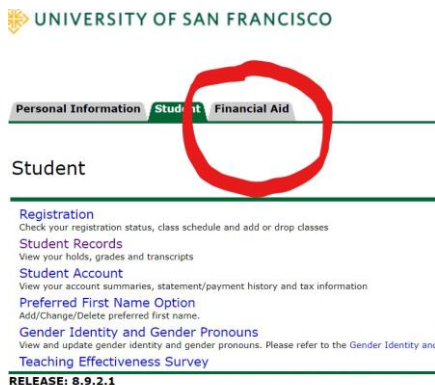 UNIVERSITY OF SAN FRANCISCO
Personal Information Student Financial Aid
Student
Registration
Check your registration status, class schedule and add or drop classes
Student Records
View your holds, grades and transcripts
Student Account
View your account summaries, statement/payment history and tax information
Preferred First Name Option
Add/Change/Delete preferred first name.
Gender Identity and Gender Pronouns
View and update gender identity and gender pronouns. Please refer to the Gender Identity and
Teaching Effectiveness Survey
RELEASE: 8.9.2.1